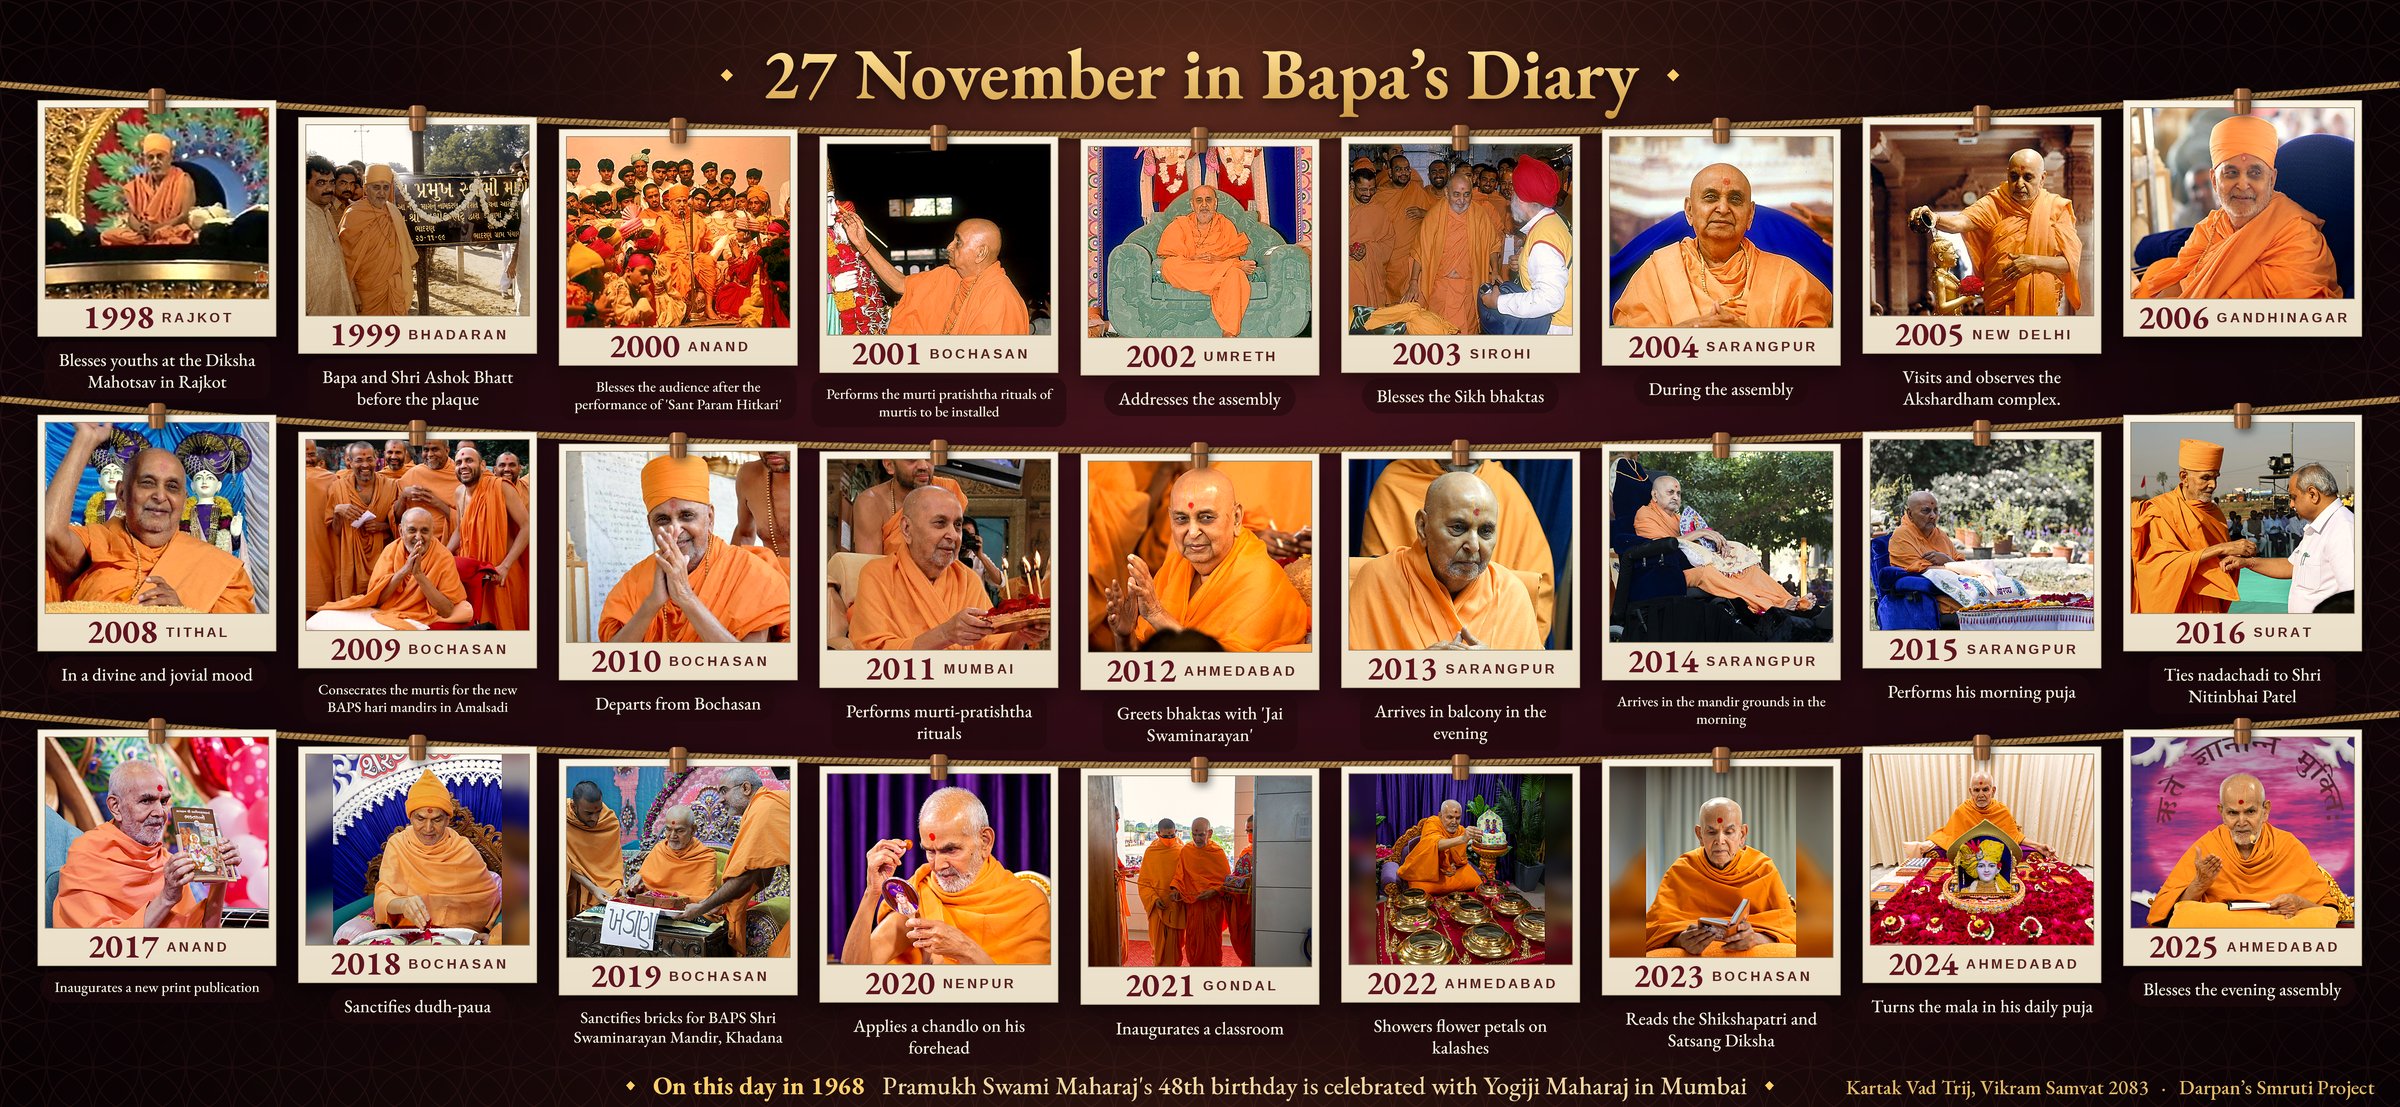 27 November in Bapa's Diary
1998 RAJKOT
Blesses youths at the Diksha
Mahotsav in Rajkot
પ્રમુખ સ્વામી માર્ગ
ભાદરણ
૨૭-૧૧-૯૯
ભાદરણ ગ્રામ પંચા
1999 BHADARAN
Bapa and Shri Ashok Bhatt
before the plaque
2000 ANAND
Blesses the audience after the
performance of 'Sant Param Hitkari'
2001 BOCHASAN
Performs the murti pratishtha rituals of
murtis to be installed
2002 UMRETH
Addresses the assembly
2003 SIROHI
Blesses the Sikh bhaktas
2004 SARANGPUR
During the assembly
2005 NEW DELHI
Visits and observes the
Akshardham complex.
2006 GANDHINAGAR
2008 TITHAL
In a divine and jovial mood
2009 BOCHASAN
Consecrates the murtis for the new
BAPS hari mandirs in Amalsadi
2010 BOCHASAN
Departs from Bochasan
2011 MUMBAI
Performs murti-pratishtha
rituals
2012 AHMEDABAD
Greets bhaktas with 'Jai
Swaminarayan'
2013 SARANGPUR
Arrives in balcony in the
evening
2014 SARANGPUR
Arrives in the mandir grounds in the
morning
2015 SARANGPUR
Performs his morning puja
2016 SURAT
Ties nadachadi to Shri
Nitinbhai Patel
2017 ANAND
Inaugurates a new print publication
2018 BOCHASAN
Sanctifies dudh-paua
ખડાણા
2019 BOCHASAN
Sanctifies bricks for BAPS Shri
Swaminarayan Mandir, Khadana
2020 NENPUR
Applies a chandlo on his
forehead
2021 GONDAL
Inaugurates a classroom
2022 AHMEDABAD
Showers flower petals on
kalashes
2023 BOCHASAN
Reads the Shikshapatri and
Satsang Diksha
2024 AHMEDABAD
Turns the mala in his daily puja
ऋते ज्ञानान्न मुक्तिः
2025 AHMEDABAD
Blesses the evening assembly
On this day in 1968 Pramukh Swami Maharaj's 48th birthday is celebrated with Yogiji Maharaj in Mumbai
Kartak Vad Trij, Vikram Samvat 2083 · Darpan's Smruti Project